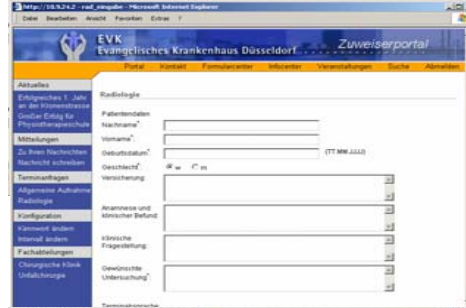 http://10.9.24.2 - rad_eingabe - Microsoft Internet Explorer
Datei Bearbeiten Ansicht Favoriten Extras ?
EVK
Evangelisches Krankenhaus Düsseldorf
Zuweiserportal
Portal Kontakt Formularcenter Infocenter Veranstaltungen Suche Abmelden
Aktuelles
Erfolgreiches 1. Jahr
an der Kronenstrasse
Großer Erfolg für
Physiotherapieschule
Mitteilungen
Zu Ihren Nachrichten
Nachricht schreiben
Terminanfragen
Allgemeine Aufnahme
Radiologie
Konfiguration
Kennwort ändern
Intervall ändern
Fachabteilungen
Chirurgische Klinik
Unfallchirurgie
Radiologie
Patientendaten
Nachname*:
Vorname*:
Geburtsdatum*: (TT.MM.JJJJ)
Geschlecht*: w m
Versicherung:
Anamnese und
klinischer Befund:
Klinische
Fragestellung:
Gewünschte
Untersuchung*:
Terminabsprache